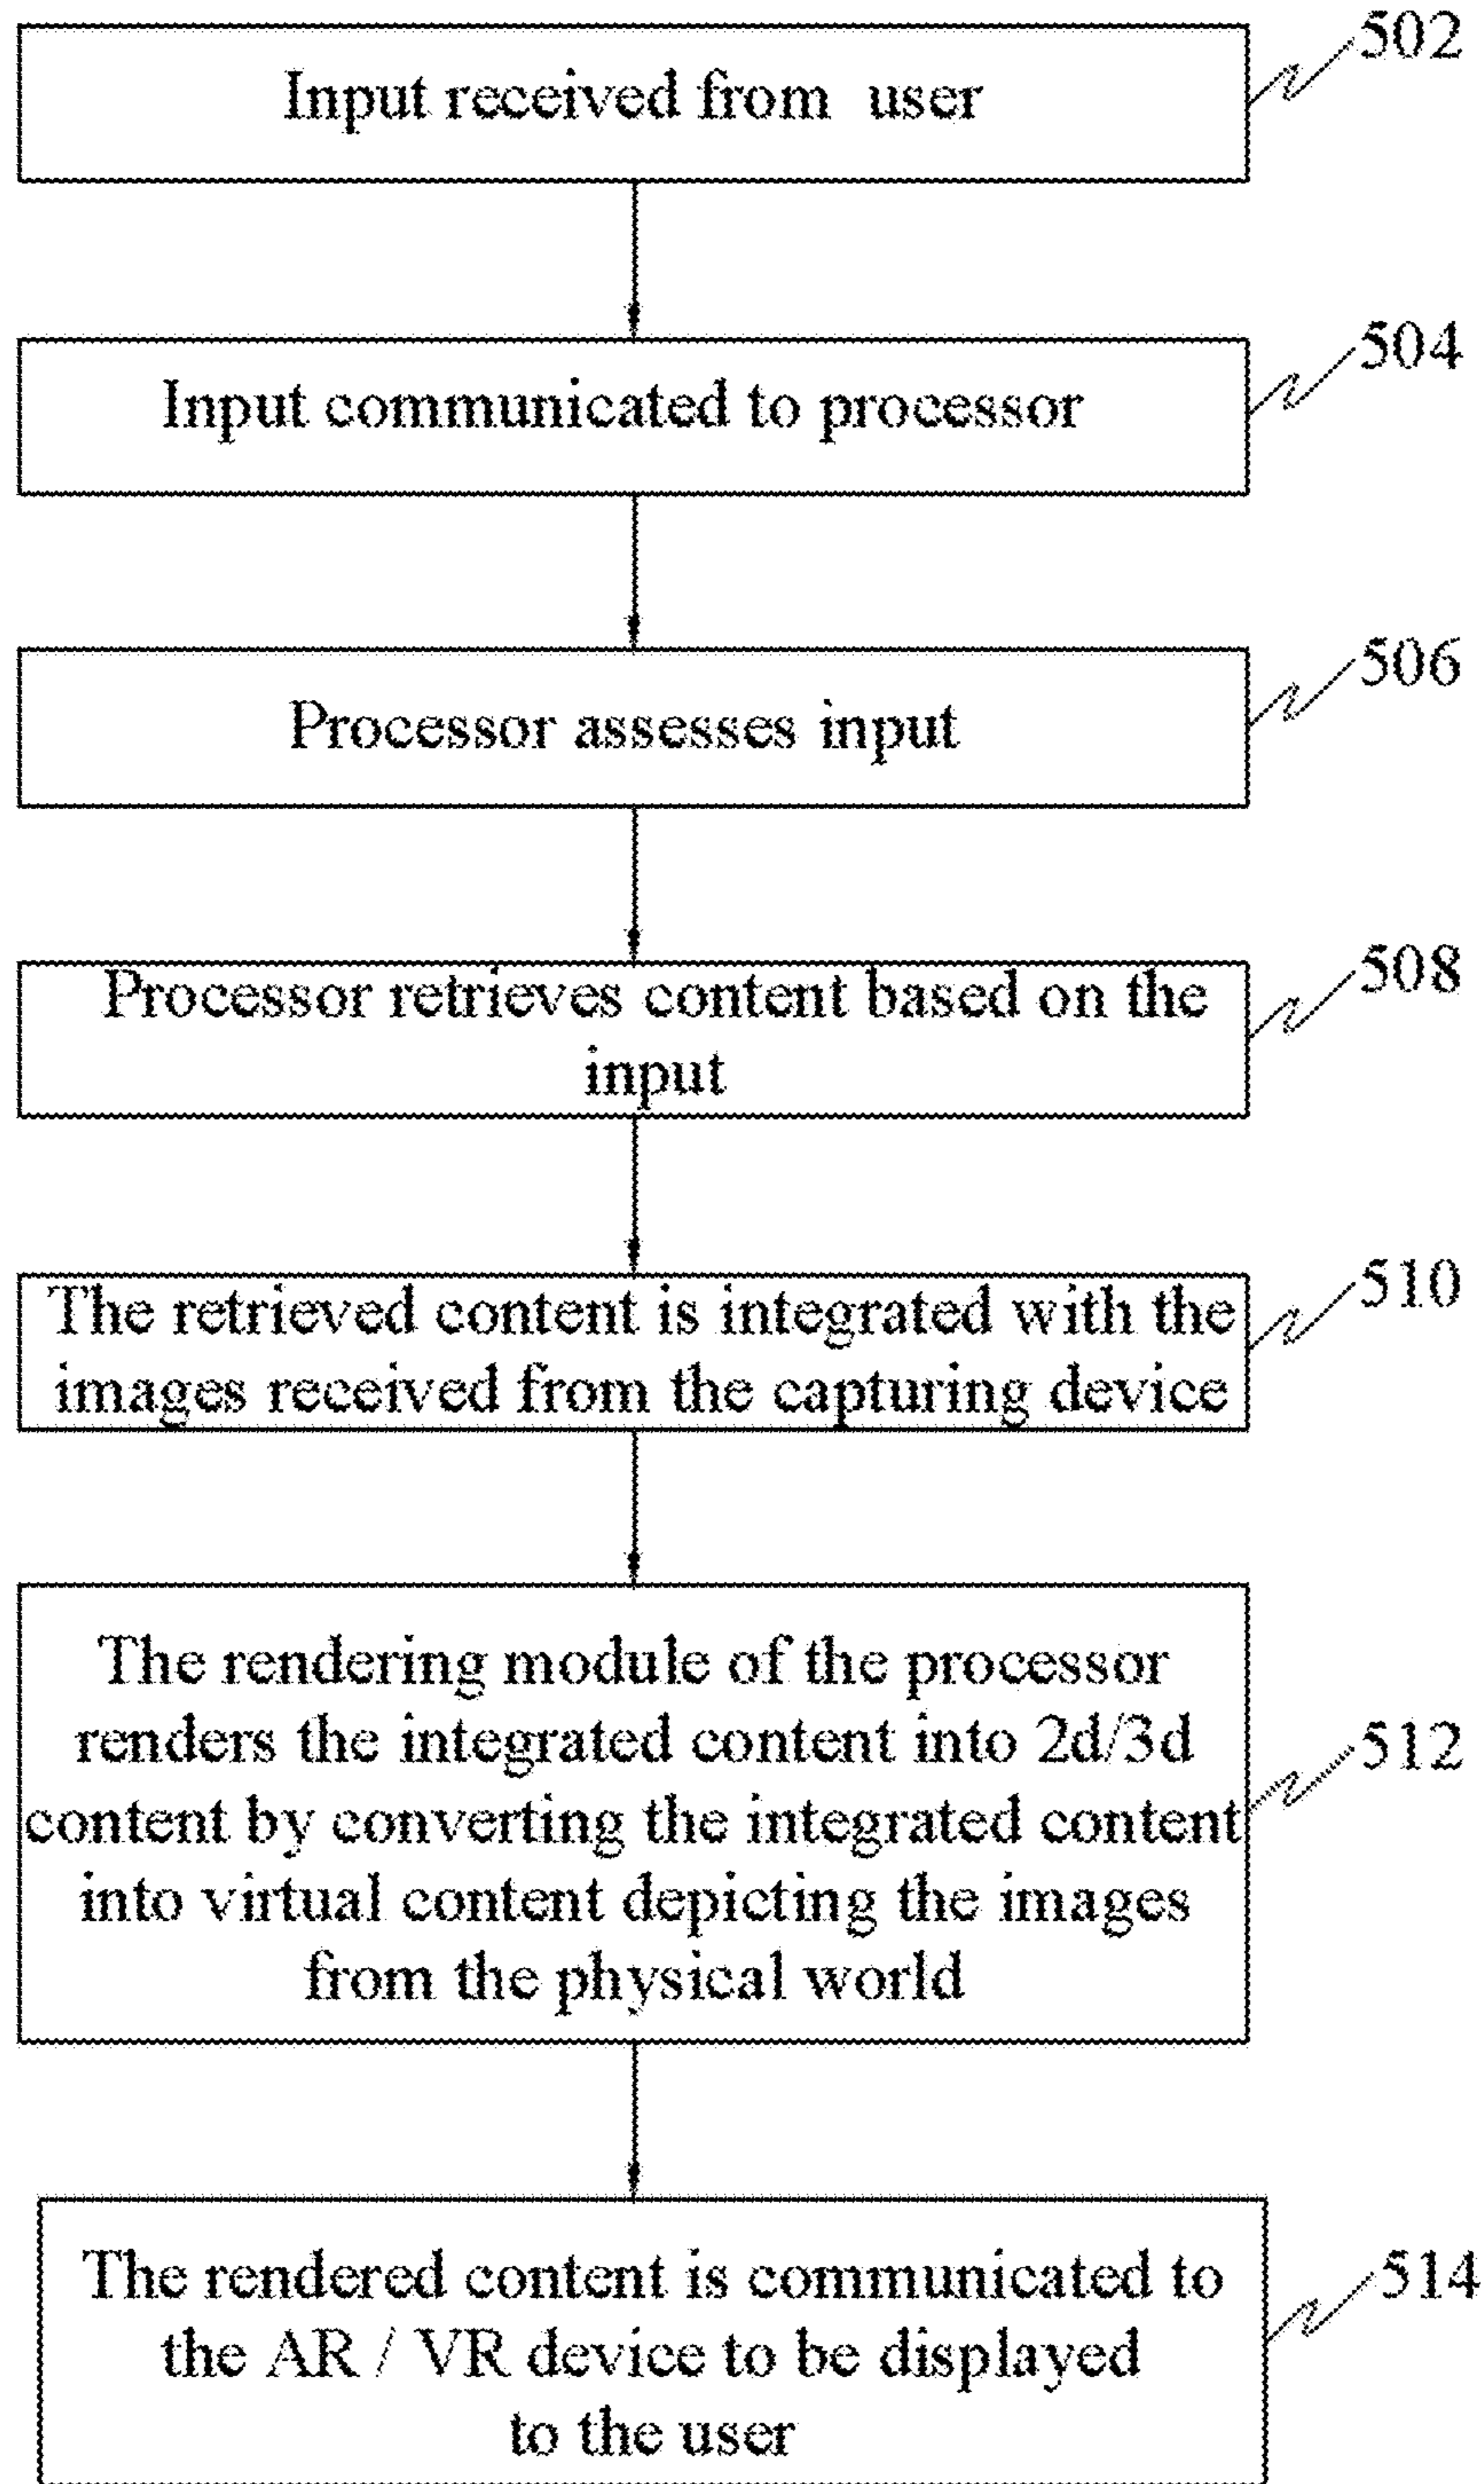 502
Input received from user
504
Input communicated to processor
506
Processor assesses input
508
Processor retrieves content based on the
input
510
The retrieved content is integrated with the
images received from the capturing device
The rendering module of the processor
renders the integrated content into 2d/3d
512
content by converting the integrated content
into virtual content depicting the images
from the physical world
514
The rendered content is communicated to
the AR / VR device to be displayed
to the user